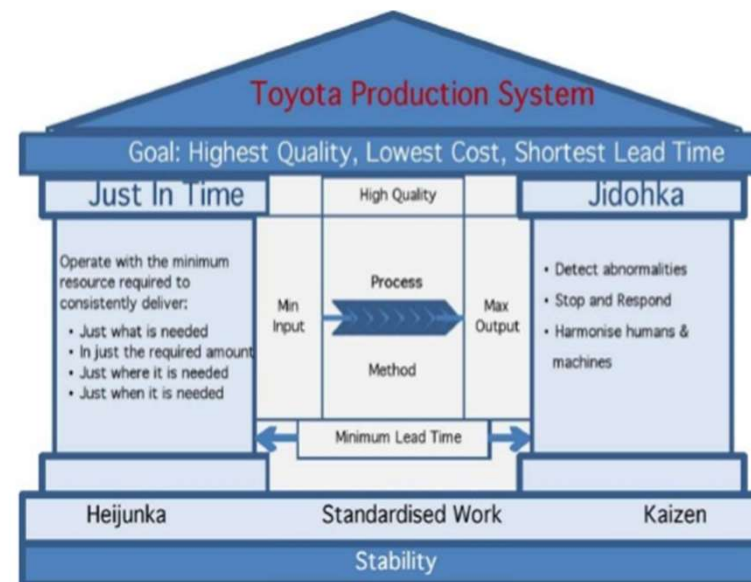 Toyota Production System
Goal: Highest Quality, Lowest Cost, Shortest Lead Time
Just In Time
High Quality
Jidohka
Operate with the minimum
resource required to
consistently deliver:
• Just what is needed
• In just the required amount
• Just where it is needed
• Just when it is needed
Min
Input
Process
Method
Max
Output
• Detect abnormalities
• Stop and Respond
• Harmonise humans &
machines
Minimum Lead Time
Heijunka
Standardised Work
Kaizen
Stability